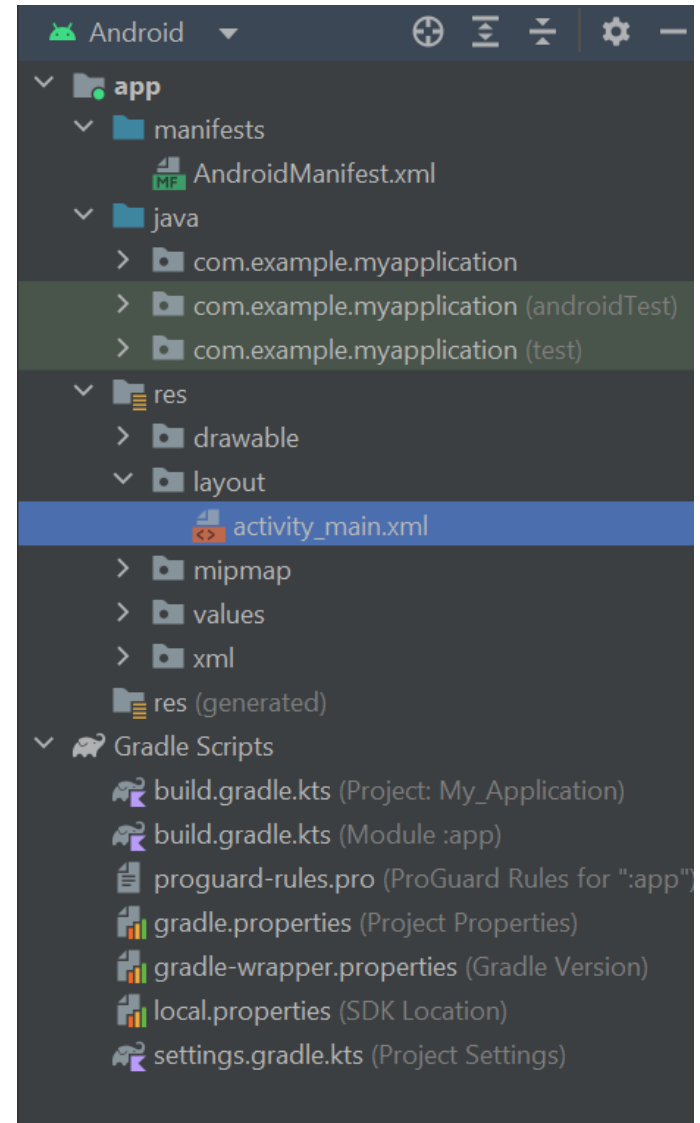 Android
app
manifests
MF AndroidManifest.xml
java
com.example.myapplication
com.example.myapplication (androidTest)
com.example.myapplication (test)
res
drawable
layout
<> activity_main.xml
mipmap
values
xml
res (generated)
Gradle Scripts
build.gradle.kts (Project: My_Application)
build.gradle.kts (Module :app)
proguard-rules.pro (ProGuard Rules for ":app")
gradle.properties (Project Properties)
gradle-wrapper.properties (Gradle Version)
local.properties (SDK Location)
settings.gradle.kts (Project Settings)